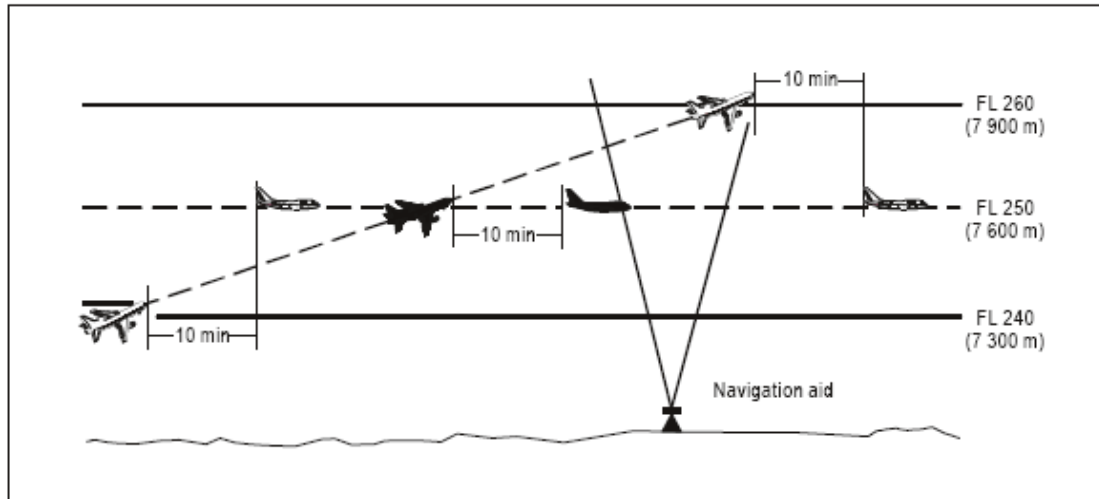 10 min
FL 260
(7 900 m)
FL 250
(7 600 m)
10 min
10 min
FL 240
(7 300 m)
Navigation aid